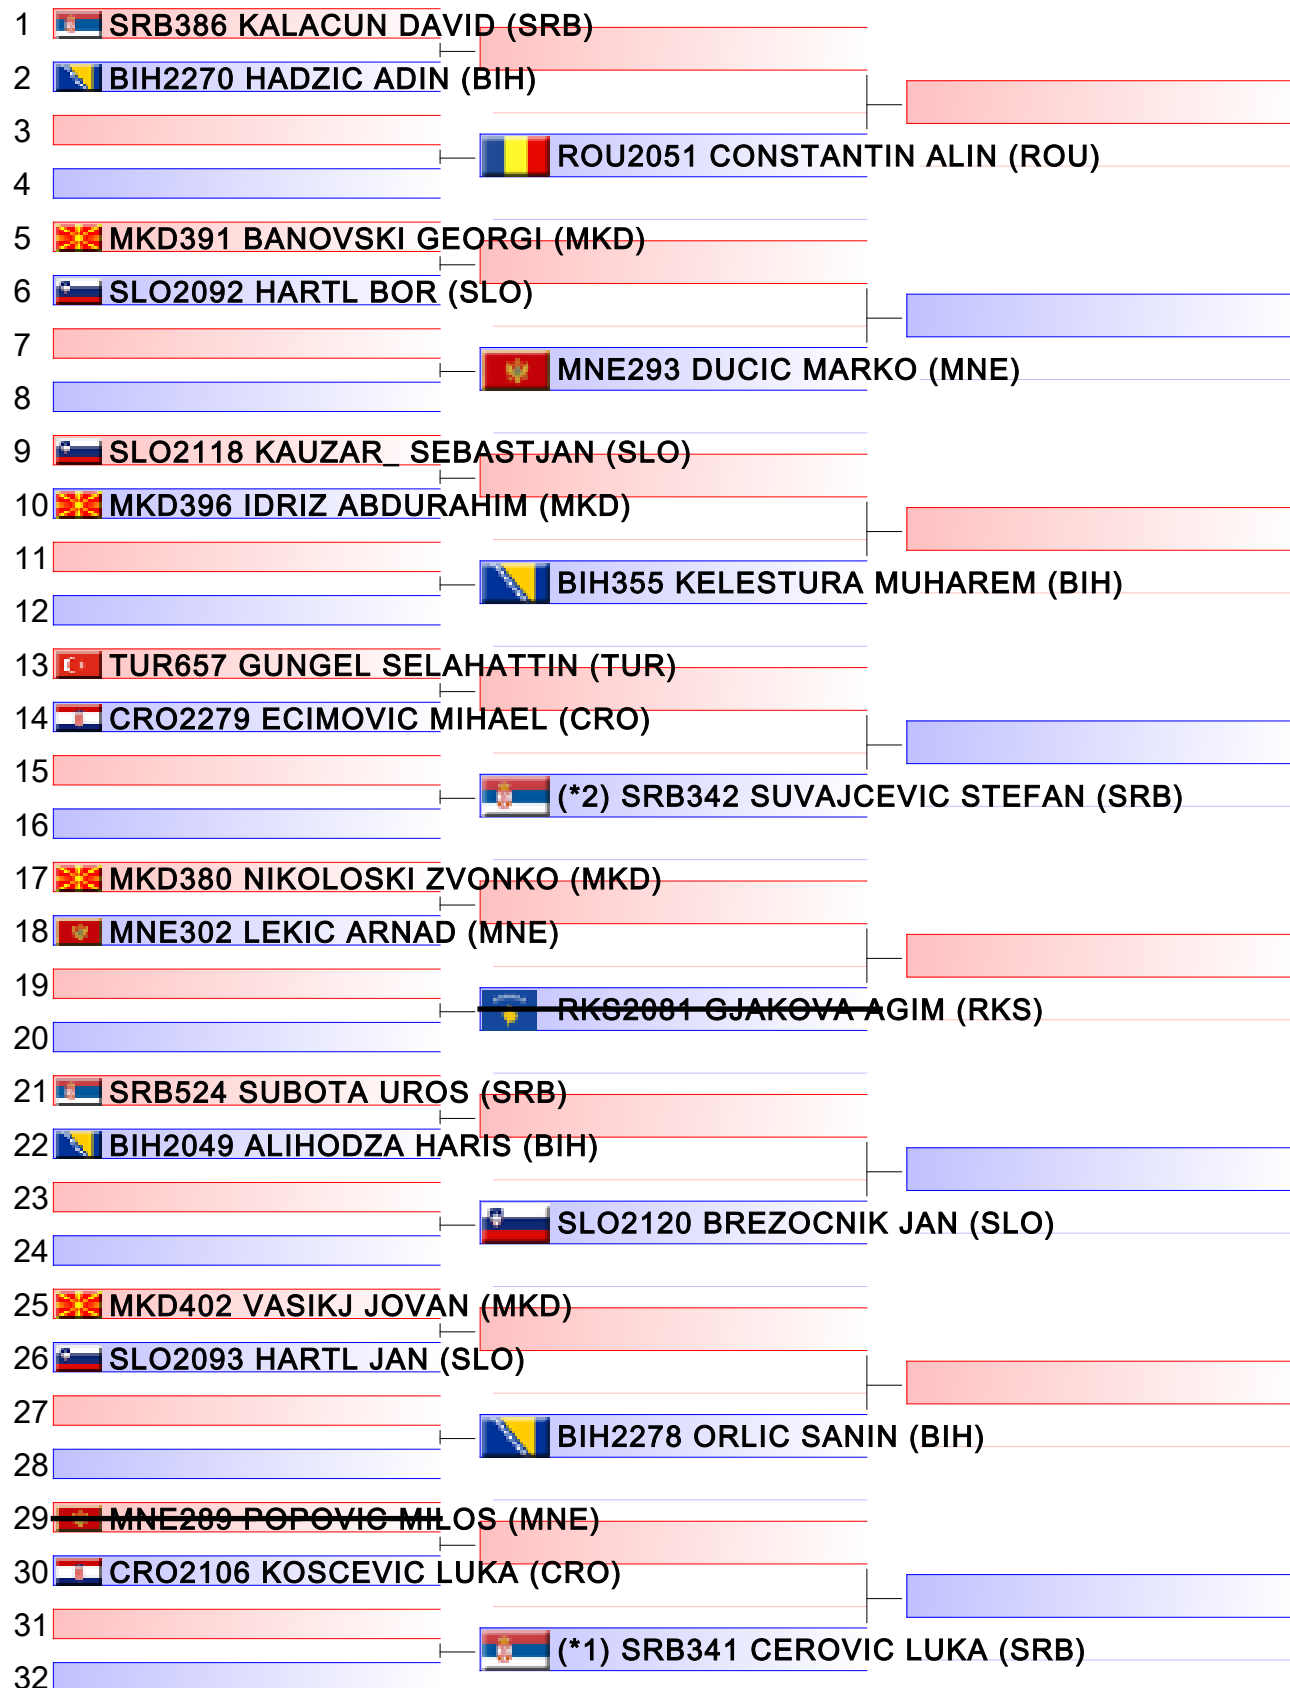 1 SRB386 KALACUN DAVID (SRB)
2 BIH2270 HADZIC ADIN (BIH)
3
ROU2051 CONSTANTIN ALIN (ROU)
4
5 MKD391 BANOVSKI GEORGI (MKD)
6 SLO2092 HARTL BOR (SLO)
7
MNE293 DUCIC MARKO (MNE)
8
9 SLO2118 KAUZAR_ SEBASTJAN (SLO)
10 MKD396 IDRIZ ABDURAHIM (MKD)
11
BIH355 KELESTURA MUHAREM (BIH)
12
13 TUR657 GUNGEL SELAHATTIN (TUR)
14 CRO2279 ECIMOVIC MIHAEL (CRO)
15
(*2) SRB342 SUVAJCEVIC STEFAN (SRB)
16
17 MKD380 NIKOLOSKI ZVONKO (MKD)
18 MNE302 LEKIC ARNAD (MNE)
19
RKS2081 GJAKOVA AGIM (RKS)
20
21 SRB524 SUBOTA UROS (SRB)
22 BIH2049 ALIHODZA HARIS (BIH)
23
SLO2120 BREZOCNIK JAN (SLO)
24
25 MKD402 VASIKJ JOVAN (MKD)
26 SLO2093 HARTL JAN (SLO)
27
BIH2278 ORLIC SANIN (BIH)
28
29 MNE289 POPOVIC MILOS (MNE)
30 CRO2106 KOSCEVIC LUKA (CRO)
31
(*1) SRB341 CEROVIC LUKA (SRB)
32